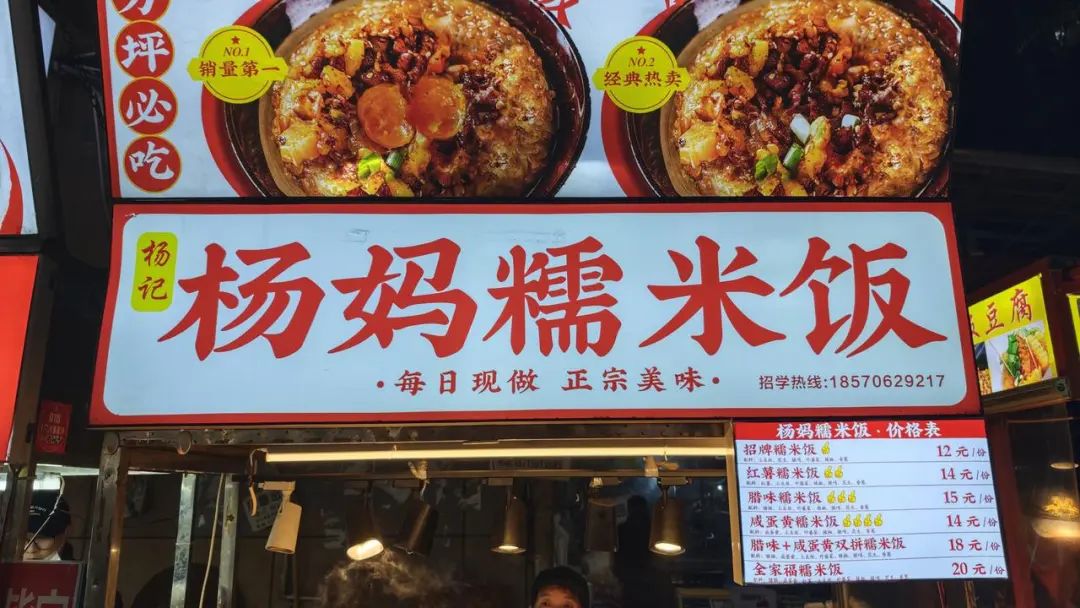 坪必吃
NO.1
销量第一
NO.2
经典热卖
杨记
杨妈糯米饭
·每日现做 正宗美味·
招学热线:18570629217
豆腐
杨妈糯米饭·价格表
招牌糯米饭 12元/份
红薯糯米饭 14元/份
腊味糯米饭 15元/份
咸蛋黄糯米饭 14元/份
腊味+咸蛋黄双拼糯米饭 18元/份
全家福糯米饭 20元/份